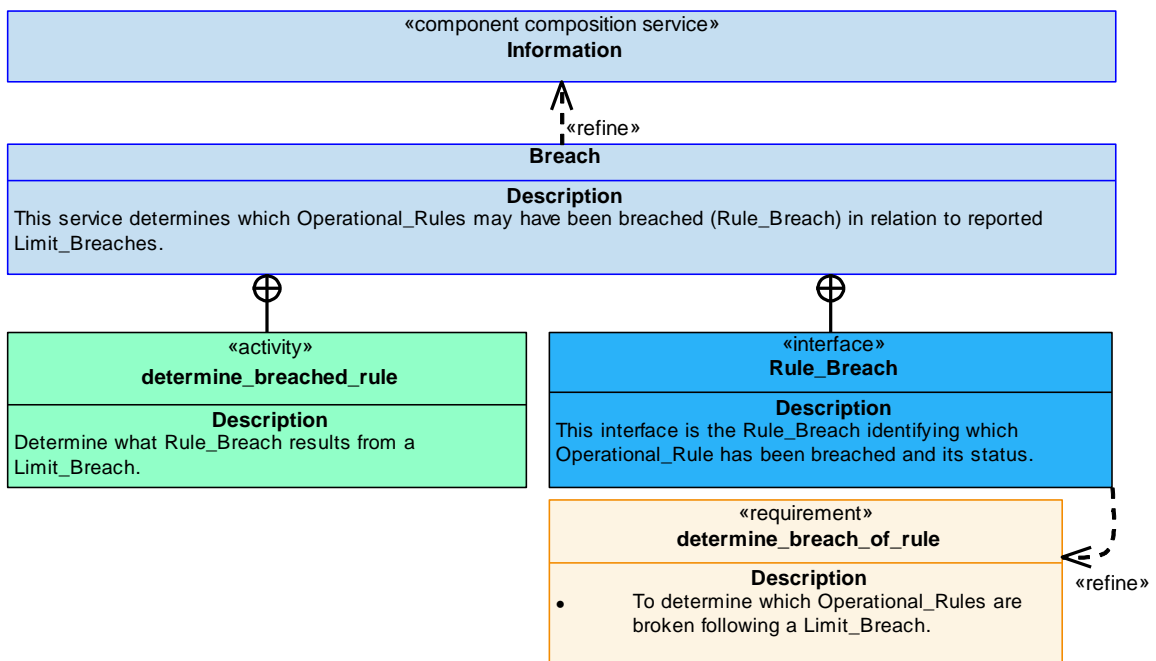 «component composition service»
Information
«refine»
Breach
Description
This service determines which Operational_Rules may have been breached (Rule_Breach) in relation to reported
Limit_Breaches.
«activity»
determine_breached_rule
Description
Determine what Rule_Breach results from a
Limit_Breach.
«interface»
Rule_Breach
Description
This interface is the Rule_Breach identifying which
Operational_Rule has been breached and its status.
«requirement»
determine_breach_of_rule
Description
• To determine which Operational_Rules are
broken following a Limit_Breach.
«refine»